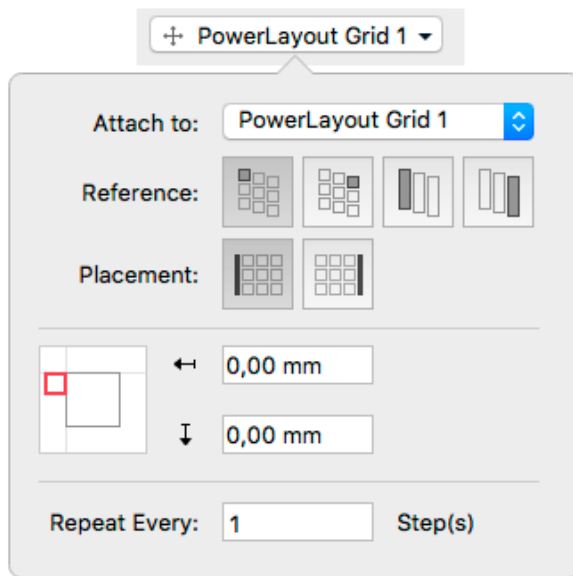 PowerLayout Grid 1
Attach to: PowerLayout Grid 1
Reference:
Placement:
0,00 mm
0,00 mm
Repeat Every: 1 Step(s)